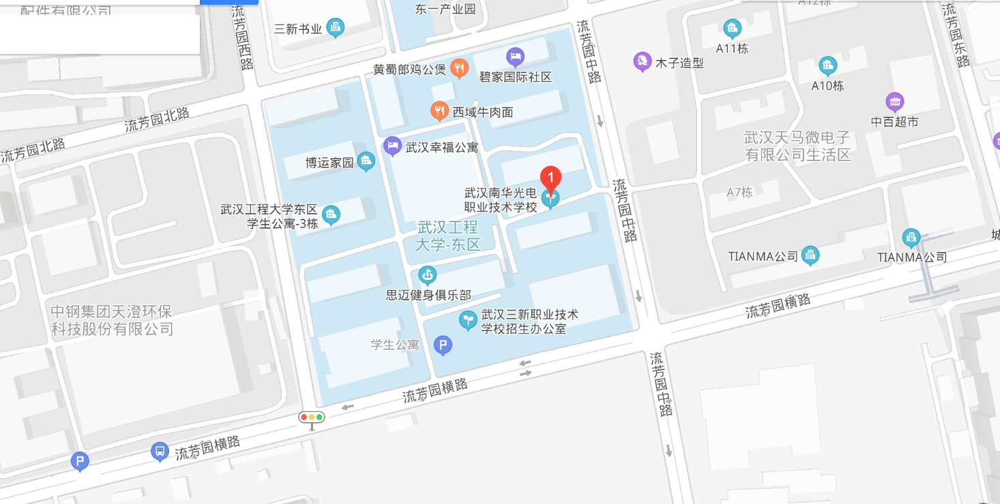 配件有限公司
流芳园西路
三新书业
东一产业园
流芳园中路
A12栋
流芳园东路
A11栋
木子造型
A10栋
黄蜀郎鸡公煲
碧家国际社区
西域牛肉面
中百超市
流芳园北路
流芳园北路
武汉幸福公寓
博运家园
武汉天马微电子
有限公司生活区
1
武汉南华光电
职业技术学校
A7栋
流芳园中路
武汉工程大学东区
学生公寓-3栋
武汉工程
大学-东区
TIANMA公司
TIANMA公司
城
思迈健身俱乐部
流芳园横路
中钢集团天澄环保
科技股份有限公司
武汉三新职业技术
学校招生办公室
学生公寓
P
流芳园中路
流芳园横路
流芳园横路
P